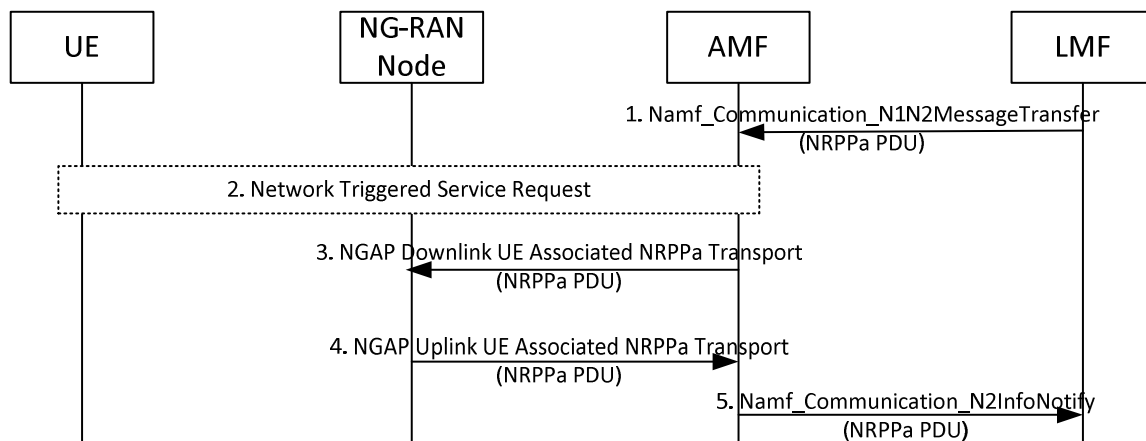 UE
NG-RAN
Node
AMF
LMF
1. Namf_Communication_N1N2MessageTransfer
(NRPPa PDU)
2. Network Triggered Service Request
3. NGAP Downlink UE Associated NRPPa Transport
(NRPPa PDU)
4. NGAP Uplink UE Associated NRPPa Transport
(NRPPa PDU)
5. Namf_Communication_N2InfoNotify
(NRPPa PDU)